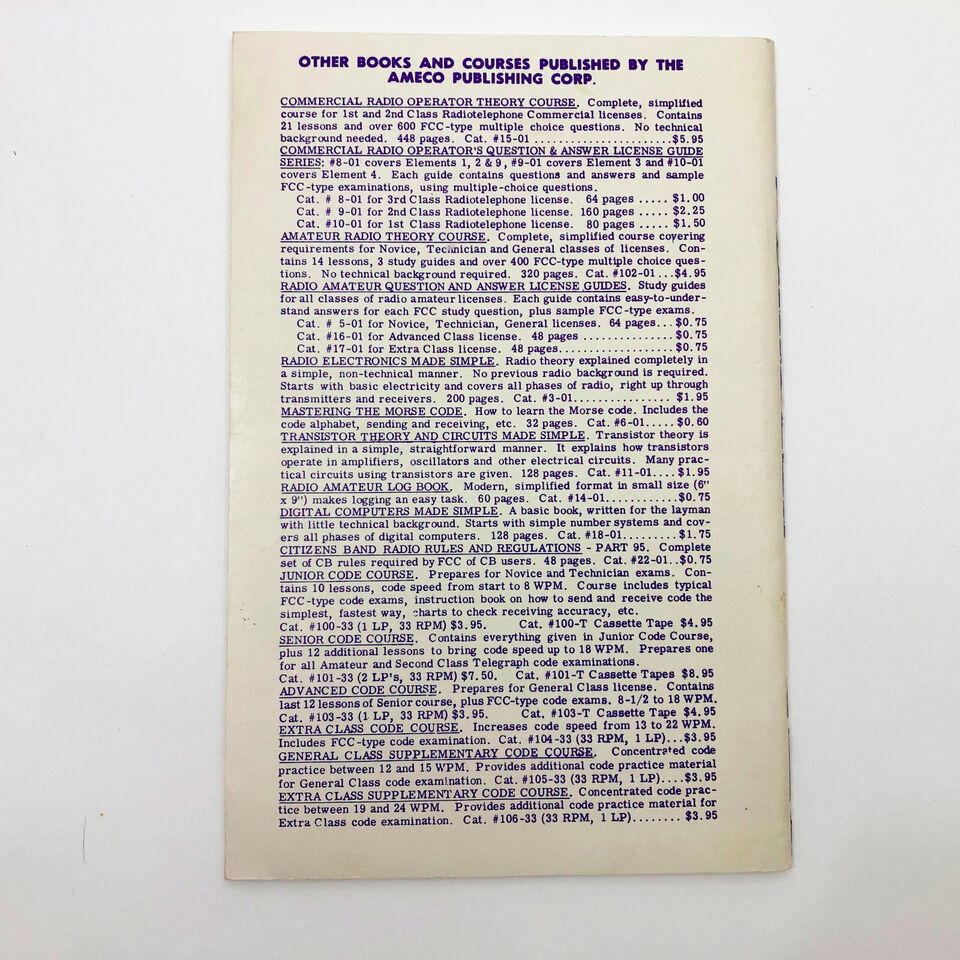 OTHER BOOKS AND COURSES PUBLISHED BY THE
AMECO PUBLISHING CORP.
COMMERCIAL RADIO OPERATOR THEORY COURSE. Complete, simplified
course for 1st and 2nd Class Radiotelephone Commercial licenses. Contains
21 lessons and over 600 FCC-type multiple choice questions. No technical
background needed. 448 pages. Cat. #15-01 ......................$5.95
COMMERCIAL RADIO OPERATOR'S QUESTION & ANSWER LICENSE GUIDE
SERIES: #8-01 covers Elements 1, 2 & 9, #9-01 covers Element 3 and #10-01
covers Element 4. Each guide contains questions and answers and sample
FCC-type examinations, using multiple-choice questions.
Cat. # 8-01 for 3rd Class Radiotelephone license. 64 pages ..... $1.00
Cat. # 9-01 for 2nd Class Radiotelephone license. 160 pages ..... $2.25
Cat. #10-01 for 1st Class Radiotelephone license. 80 pages ..... $1.50
AMATEUR RADIO THEORY COURSE. Complete, simplified course covering
requirements for Novice, Technician and General classes of licenses. Con-
tains 14 lessons, 3 study guides and over 400 FCC-type multiple choice ques-
tions. No technical background required. 320 pages. Cat. #102-01...$4.95
RADIO AMATEUR QUESTION AND ANSWER LICENSE GUIDES. Study guides
for all classes of radio amateur licenses. Each guide contains easy-to-under-
stand answers for each FCC study question, plus sample FCC-type exams.
Cat. # 5-01 for Novice, Technician, General licenses. 64 pages...$0.75
Cat. #16-01 for Advanced Class license. 48 pages ...............$0.75
Cat. #17-01 for Extra Class license. 48 pages...................$0.75
RADIO ELECTRONICS MADE SIMPLE. Radio theory explained completely in
a simple, non-technical manner. No previous radio background is required.
Starts with basic electricity and covers all phases of radio, right up through
transmitters and receivers. 200 pages. Cat. #3-01................ $1.95
MASTERING THE MORSE CODE. How to learn the Morse code. Includes the
code alphabet, sending and receiving, etc. 32 pages. Cat. #6-01.....$0.60
TRANSISTOR THEORY AND CIRCUITS MADE SIMPLE. Transistor theory is
explained in a simple, straightforward manner. It explains how transistors
operate in amplifiers, oscillators and other electrical circuits. Many prac-
tical circuits using transistors are given. 128 pages. Cat. #11-01....$1.95
RADIO AMATEUR LOG BOOK. Modern, simplified format in small size (6"
x 9") makes logging an easy task. 60 pages. Cat. #14-01...........$0.75
DIGITAL COMPUTERS MADE SIMPLE. A basic book, written for the layman
with little technical background. Starts with simple number systems and cov-
ers all phases of digital computers. 128 pages. Cat. #18-01.........$1.75
CITIZENS BAND RADIO RULES AND REGULATIONS - PART 95. Complete
set of CB rules required by FCC of CB users. 48 pages. Cat. #22-01..$0.75
JUNIOR CODE COURSE. Prepares for Novice and Technician exams. Con-
tains 10 lessons, code speed from start to 8 WPM. Course includes typical
FCC-type code exams, instruction book on how to send and receive code the
simplest, fastest way, charts to check receiving accuracy, etc.
Cat. #100-33 (1 LP, 33 RPM) $3.95. Cat. #100-T Cassette Tape $4.95
SENIOR CODE COURSE. Contains everything given in Junior Code Course,
plus 12 additional lessons to bring code speed up to 18 WPM. Prepares one
for all Amateur and Second Class Telegraph code examinations.
Cat. #101-33 (2 LP's, 33 RPM) $7.50. Cat. #101-T Cassette Tapes $8.95
ADVANCED CODE COURSE. Prepares for General Class license. Contains
last 12 lessons of Senior course, plus FCC-type code exams. 8-1/2 to 18 WPM.
Cat. #103-33 (1 LP, 33 RPM) $3.95. Cat. #103-T Cassette Tape $4.95
EXTRA CLASS CODE COURSE. Increases code speed from 13 to 22 WPM.
Includes FCC-type code examination. Cat. #104-33 (33 RPM, 1 LP)...$3.95
GENERAL CLASS SUPPLEMENTARY CODE COURSE. Concentrated code
practice between 12 and 15 WPM. Provides additional code practice material
for General Class code examination. Cat. #105-33 (33 RPM, 1 LP)....$3.95
EXTRA CLASS SUPPLEMENTARY CODE COURSE. Concentrated code prac-
tice between 19 and 24 WPM. Provides additional code practice material for
Extra Class code examination. Cat. #106-33 (33 RPM, 1 LP)........ $3.95